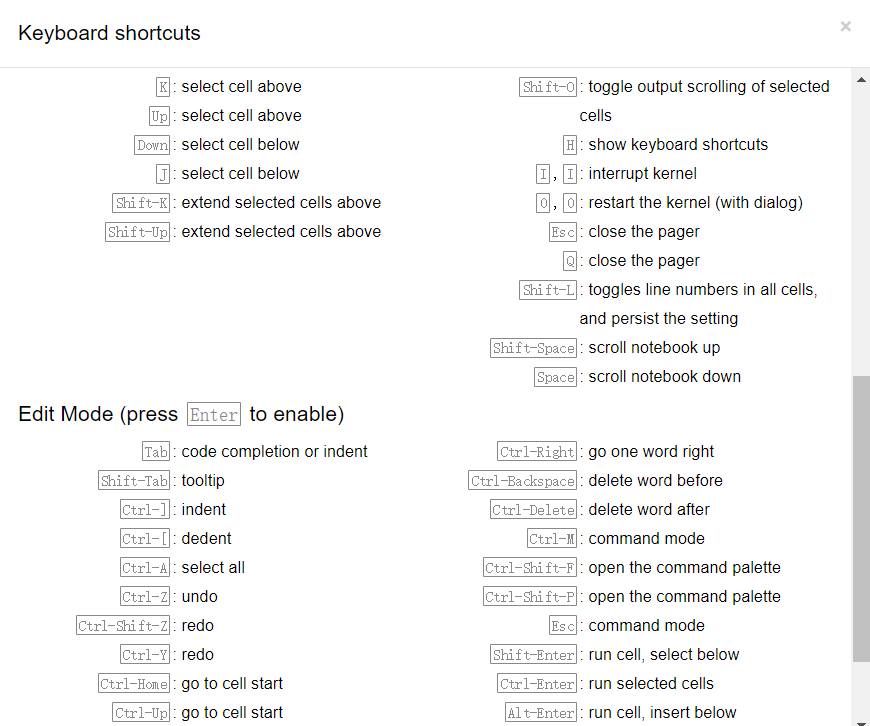 Keyboard shortcuts
×
K : select cell above
Up : select cell above
Down : select cell below
J : select cell below
Shift-K : extend selected cells above
Shift-Up : extend selected cells above
Shift-O : toggle output scrolling of selected
cells
H : show keyboard shortcuts
I , I : interrupt kernel
0 , 0 : restart the kernel (with dialog)
Esc : close the pager
Q : close the pager
Shift-L : toggles line numbers in all cells,
and persist the setting
Shift-Space : scroll notebook up
Space : scroll notebook down
Edit Mode (press Enter to enable)
Tab : code completion or indent
Shift-Tab : tooltip
Ctrl-] : indent
Ctrl-[ : dedent
Ctrl-A : select all
Ctrl-Z : undo
Ctrl-Shift-Z : redo
Ctrl-Y : redo
Ctrl-Home : go to cell start
Ctrl-Up : go to cell start
Ctrl-Right : go one word right
Ctrl-Backspace : delete word before
Ctrl-Delete : delete word after
Ctrl-M : command mode
Ctrl-Shift-F : open the command palette
Ctrl-Shift-P : open the command palette
Esc : command mode
Shift-Enter : run cell, select below
Ctrl-Enter : run selected cells
Alt-Enter : run cell, insert below